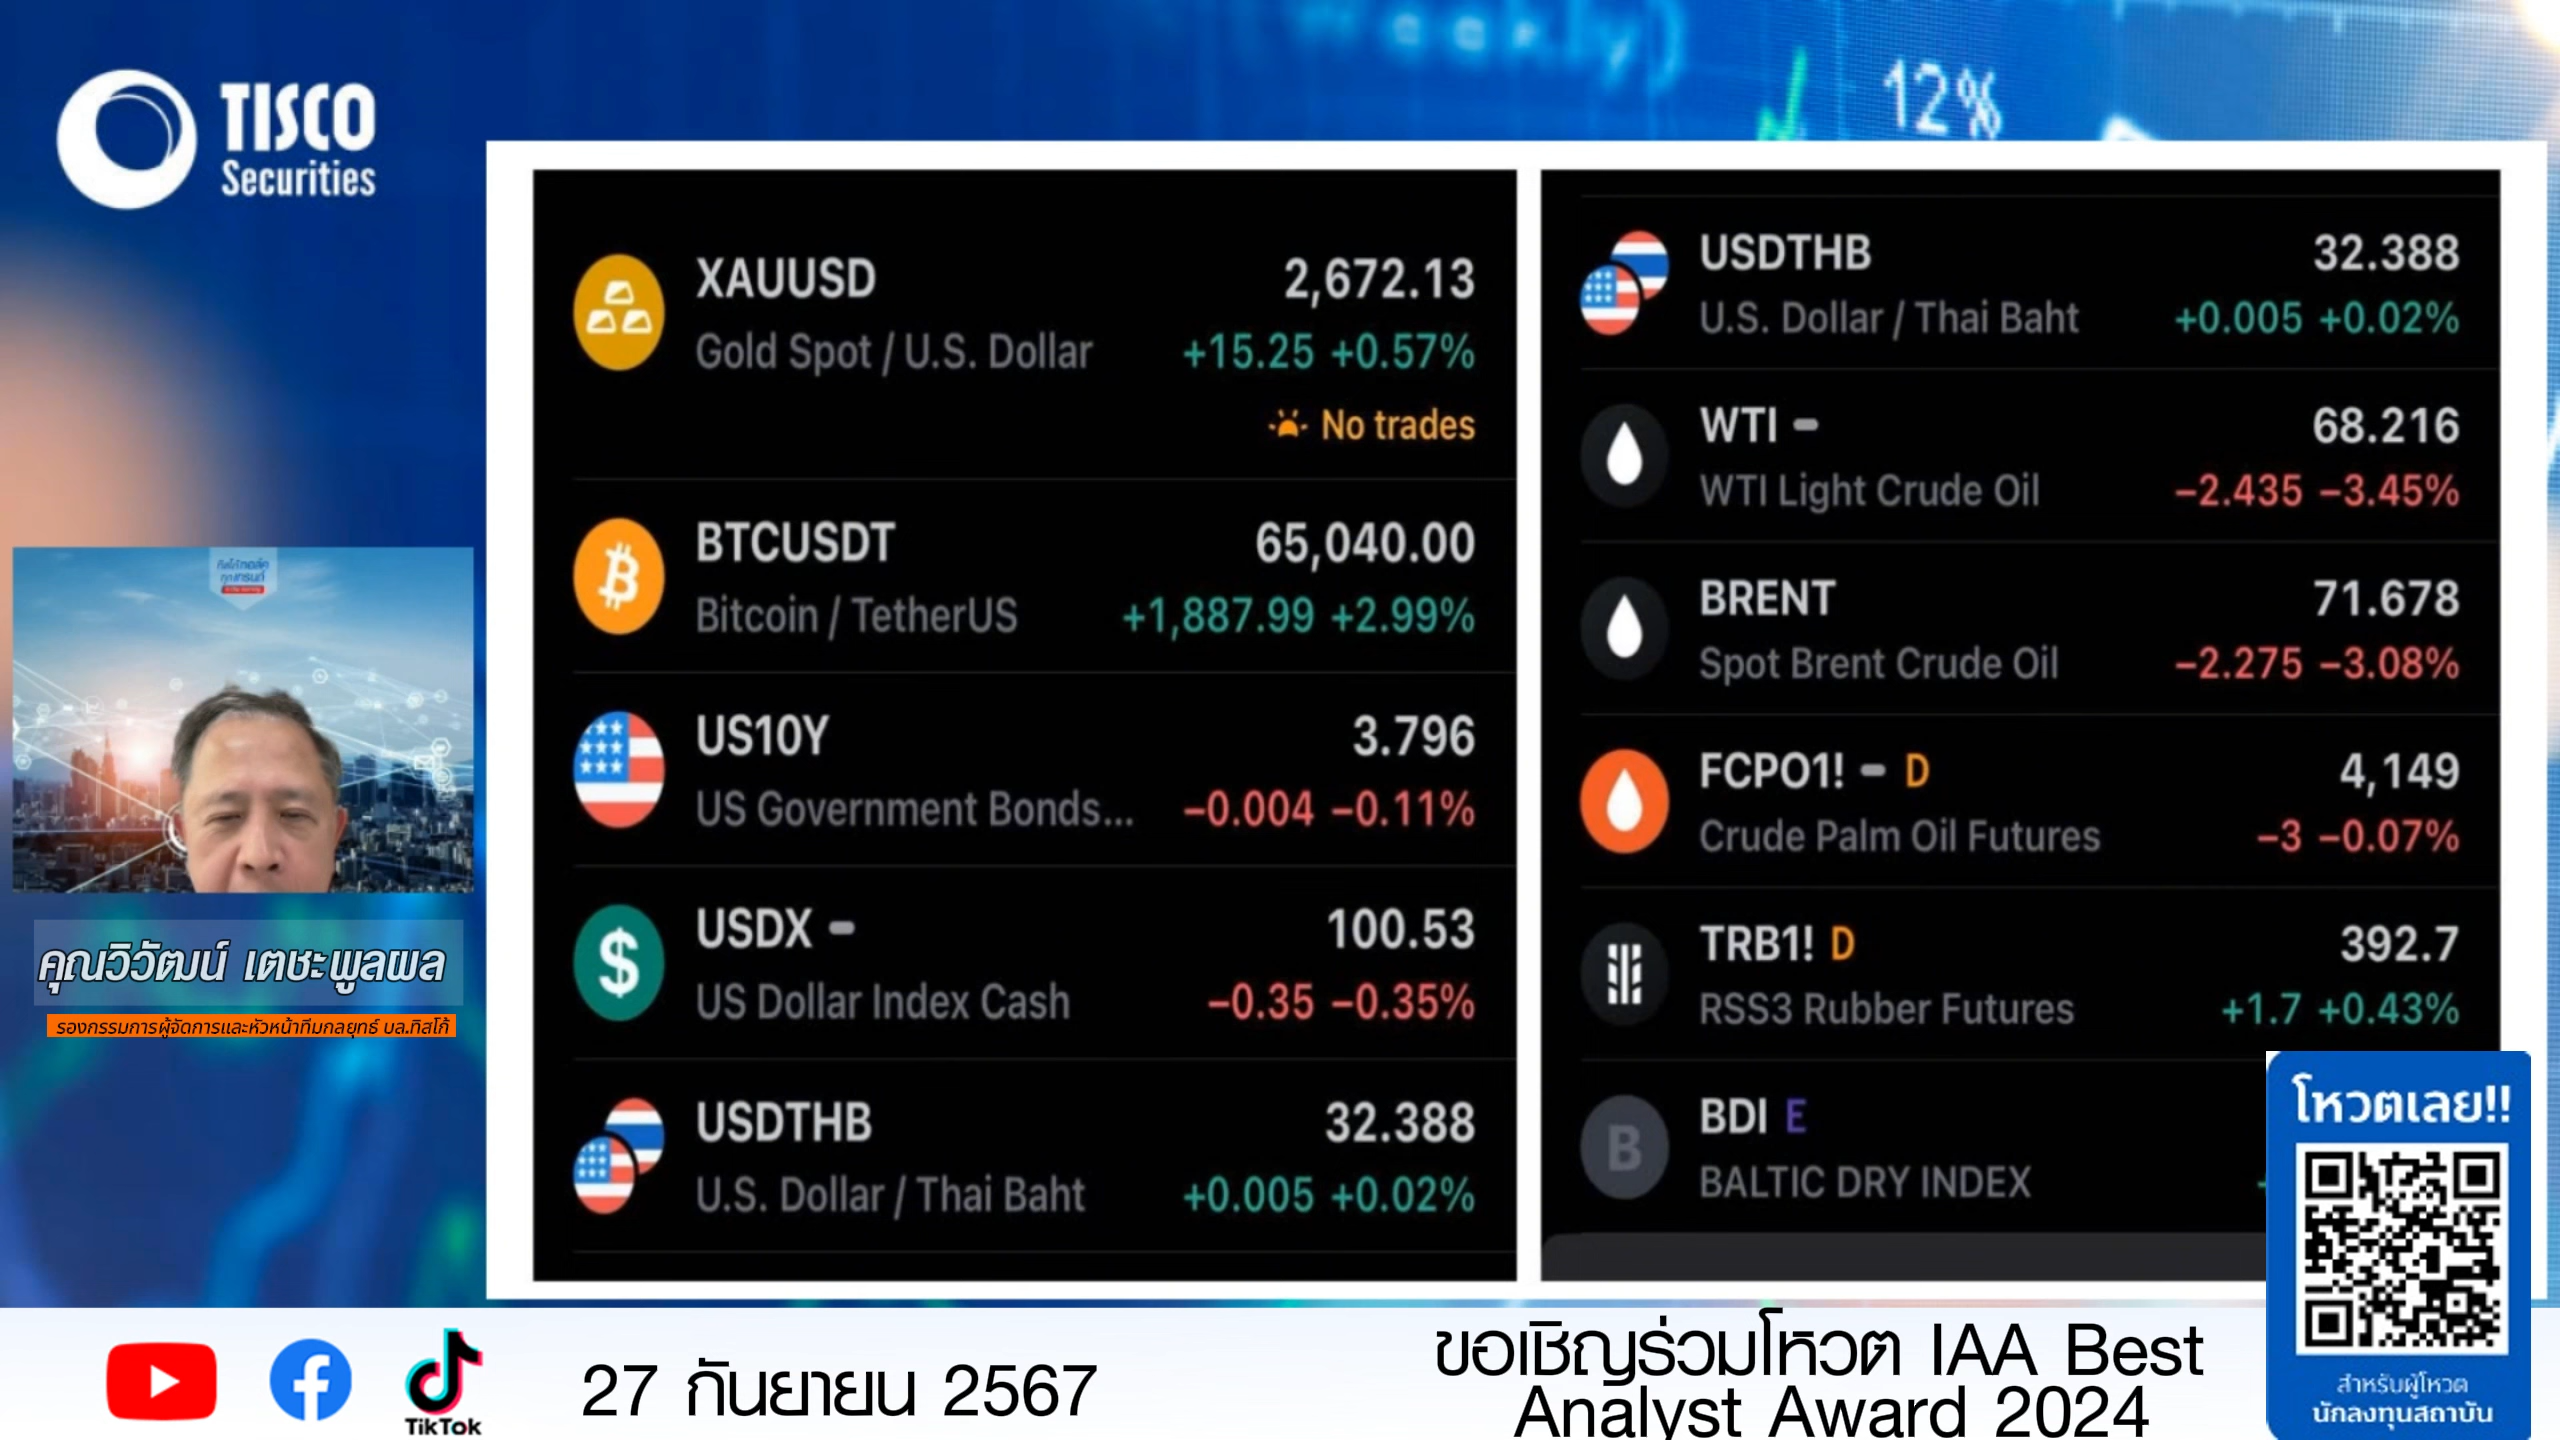 (Weekly)
12%
TISCO
Securities
XAUUSD 2,672.13
Gold Spot / U.S. Dollar +15.25 +0.57%
No trades
BTCUSDT 65,040.00
Bitcoin / TetherUS +1,887.99 +2.99%
US10Y 3.796
US Government Bonds... −0.004 −0.11%
USDX 100.53
US Dollar Index Cash −0.35 −0.35%
USDTHB 32.388
U.S. Dollar / Thai Baht +0.005 +0.02%
USDTHB 32.388
U.S. Dollar / Thai Baht +0.005 +0.02%
WTI 68.216
WTI Light Crude Oil −2.435 −3.45%
BRENT 71.678
Spot Brent Crude Oil −2.275 −3.08%
FCPO1! D 4,149
Crude Palm Oil Futures −3 −0.07%
TRB1! D 392.7
RSS3 Rubber Futures +1.7 +0.43%
B BDI E
BALTIC DRY INDEX
คุณวิวัฒน์ เตชะพูลผล
รองกรรมการผู้จัดการและหัวหน้าทีมกลยุทธ์ บล.ทิสโก้
โหวตเลย!!
สำหรับผู้โหวต
นักลงทุนสถาบัน
TikTok
27 กันยายน 2567
ขอเชิญร่วมโหวต IAA Best
Analyst Award 2024